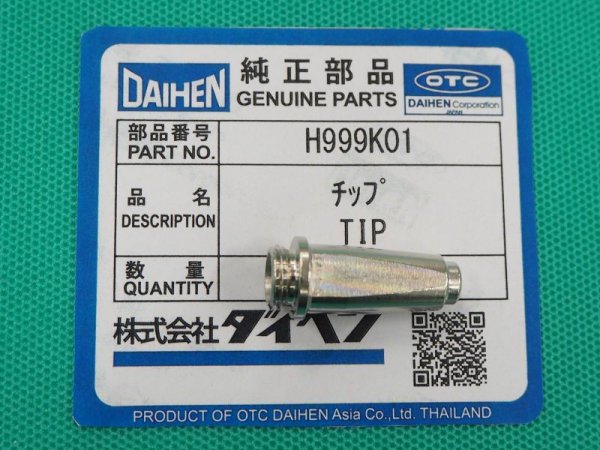 DAIHEN
純正部品
GENUINE PARTS
OTC
DAIHEN Corporation
JAPAN
部品番号
PART NO.
H999K01
品 名
DESCRIPTION
ﾁｯﾌﾟ
TIP
数 量
QUANTITY
株式会社ダイヘン
PRODUCT OF OTC DAIHEN Asia Co.,Ltd. THAILAND